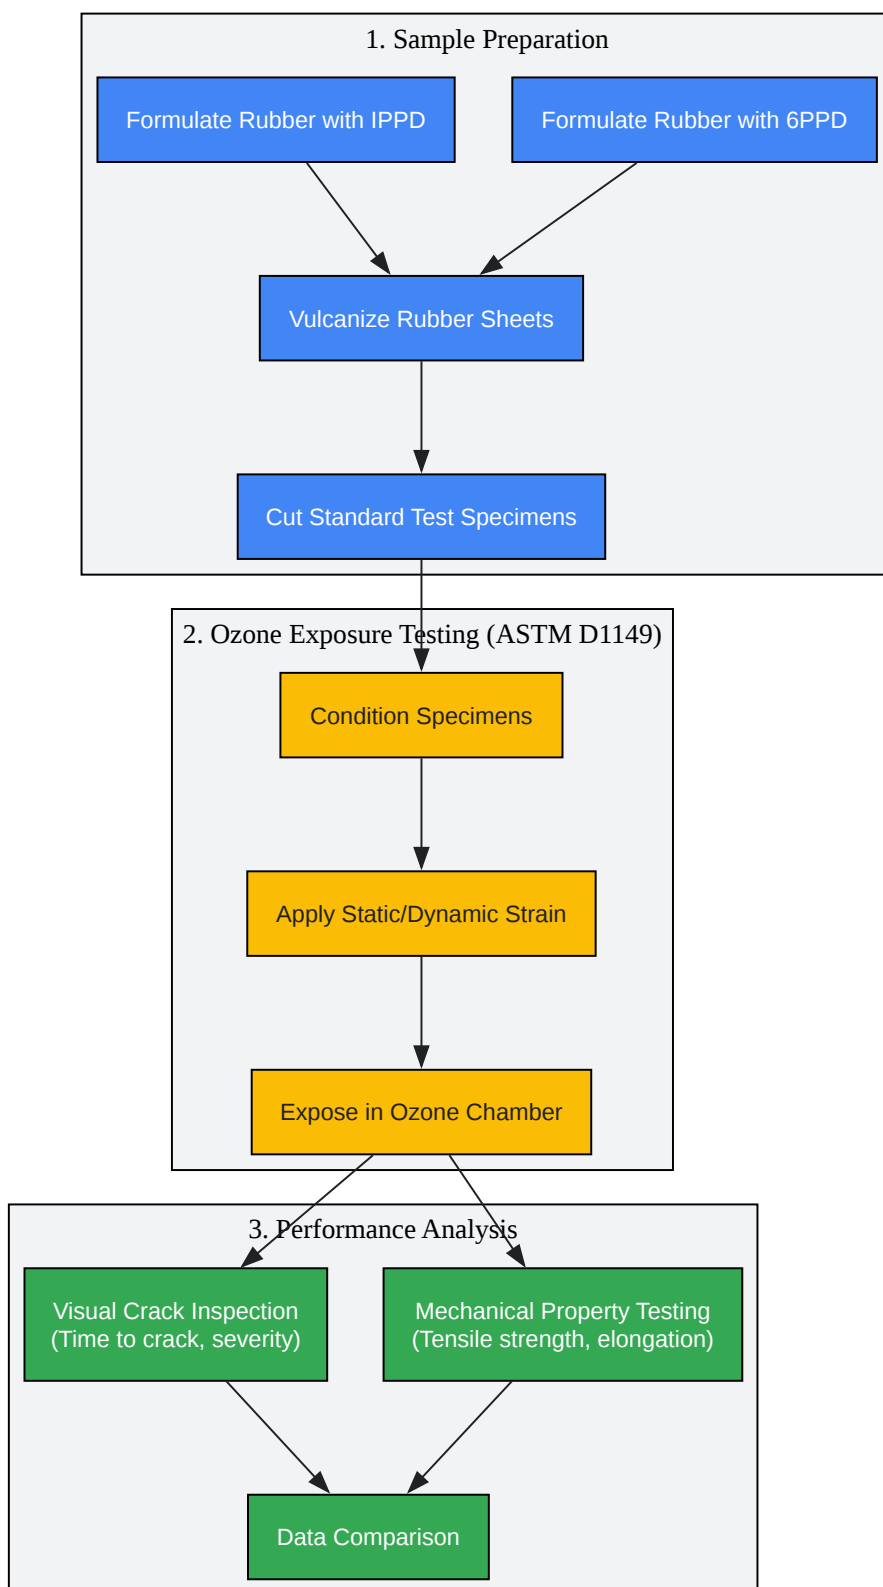 1. Sample Preparation
Formulate Rubber with IPPD
Formulate Rubber with 6PPD
Vulcanize Rubber Sheets
Cut Standard Test Specimens
2. Ozone Exposure Testing (ASTM D1149)
Condition Specimens
Apply Static/Dynamic Strain
Expose in Ozone Chamber
3. Performance Analysis
Visual Crack Inspection
(Time to crack, severity)
Mechanical Property Testing
(Tensile strength, elongation)
Data Comparison